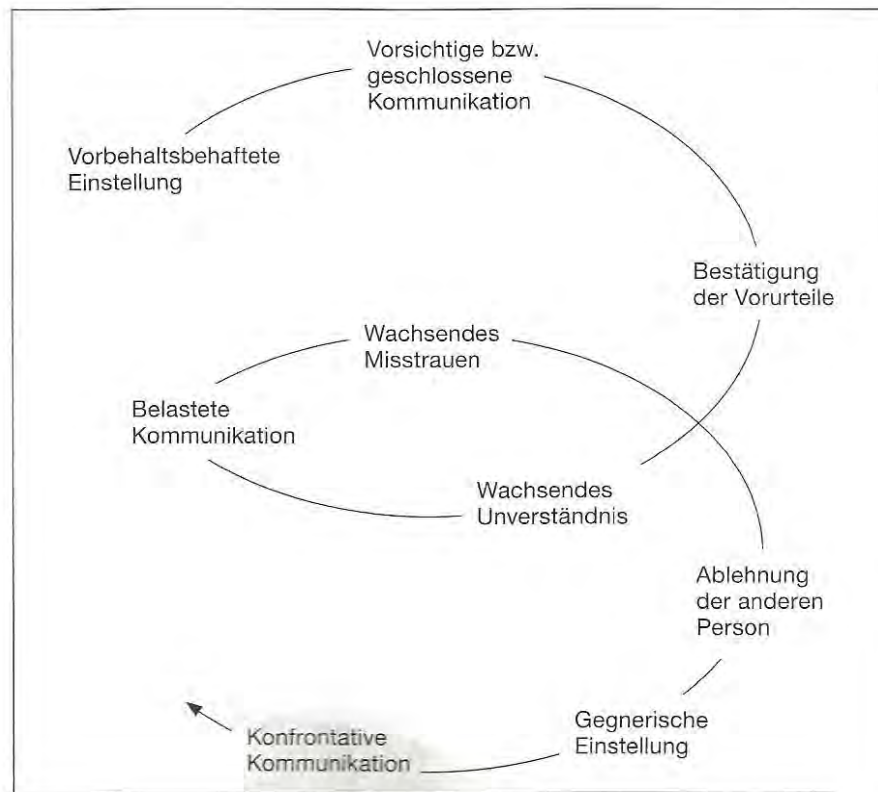 Vorbehaltsbehaftete
Einstellung
Vorsichtige bzw.
geschlossene
Kommunikation
Bestätigung
der Vorurteile
Wachsendes
Unverständnis
Belastete
Kommunikation
Wachsendes
Misstrauen
Ablehnung
der anderen
Person
Gegnerische
Einstellung
Konfrontative
Kommunikation